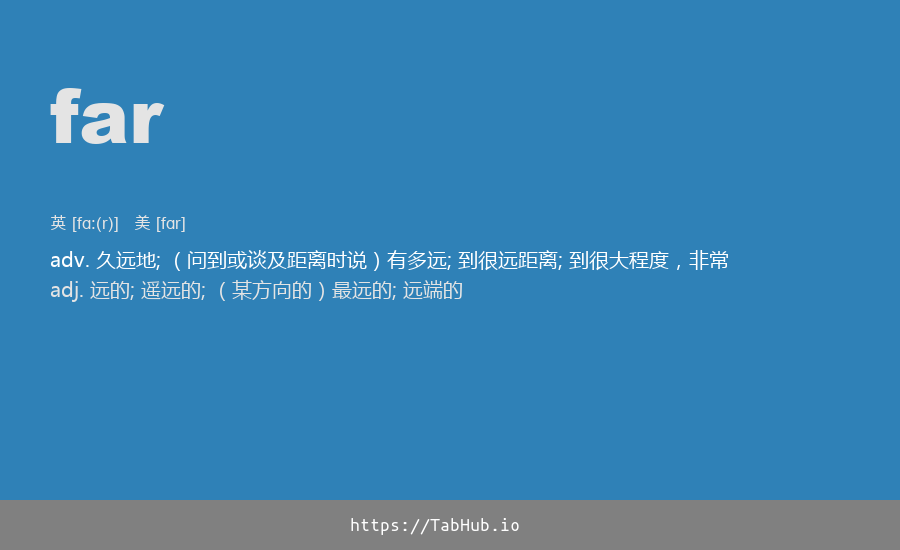 far
英 [fɑː(r)] 美 [fɑr]
adv. 久远地; （问到或谈及距离时说）有多远; 到很远距离; 到很大程度，非常
adj. 远的; 遥远的; （某方向的）最远的; 远端的
https://TabHub.io